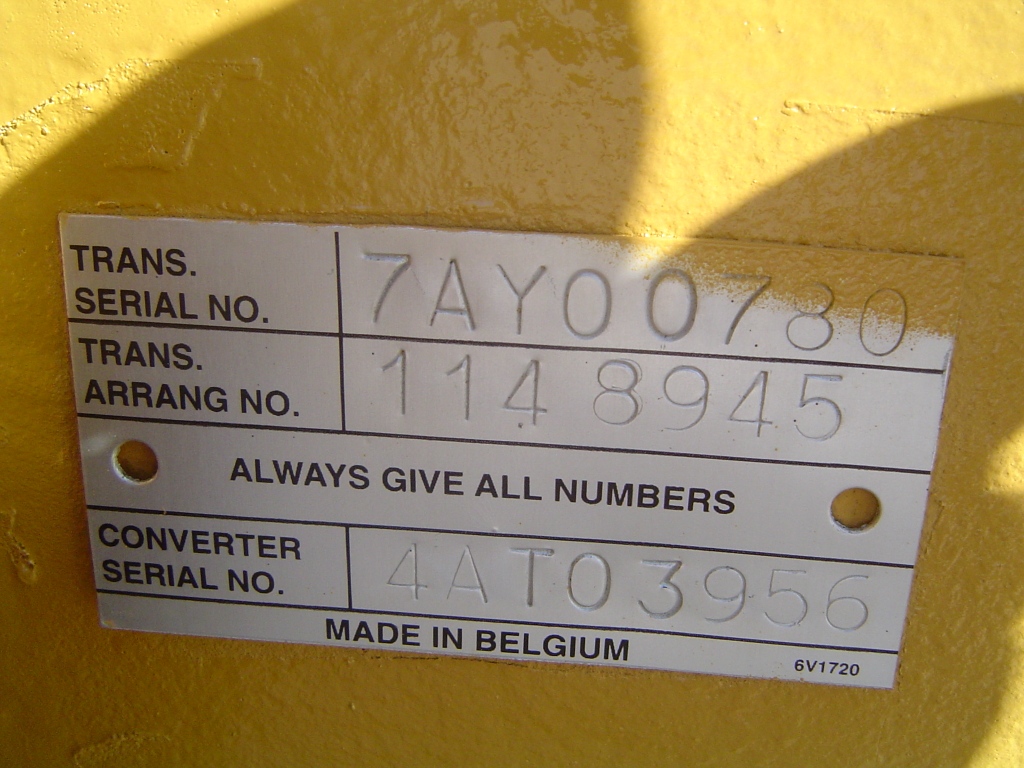 TRANS.
SERIAL NO. 7AY00780
TRANS.
ARRANG NO. 114 8945
ALWAYS GIVE ALL NUMBERS
CONVERTER
SERIAL NO. 4AT03956
MADE IN BELGIUM
6V1720